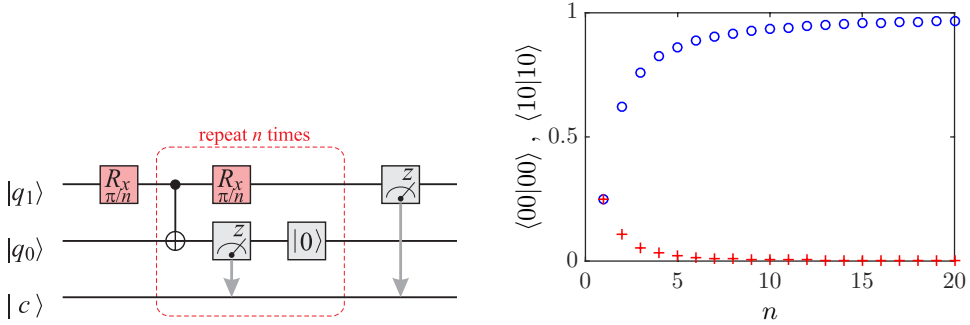 repeat n times
|q₁⟩ Rₓ π/n Rₓ π/n z
|q₀⟩ z |0⟩
|c⟩
⟨00|00⟩ , ⟨10|10⟩
1
0.5
0
0 5 10 15 20
n